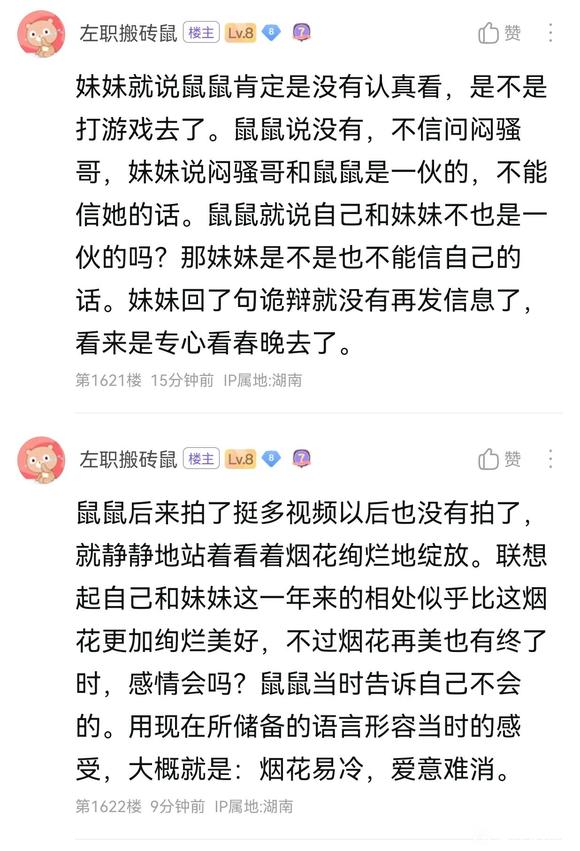 左职搬砖鼠 楼主 Lv.8 8 7 赞
妹妹就说鼠鼠肯定是没有认真看，是不是
打游戏去了。鼠鼠说没有，不信问闷骚
哥，妹妹说闷骚哥和鼠鼠是一伙的，不能
信她的话。鼠鼠就说自己和妹妹不也是一
伙的吗？那妹妹是不是也不能信自己的
话。妹妹回了句诡辩就没有再发信息了，
看来是专心看春晚去了。
第1621楼 15分钟前 IP属地:湖南
左职搬砖鼠 楼主 Lv.8 8 7 赞
鼠鼠后来拍了挺多视频以后也没有拍了，
就静静地站着看着烟花绚烂地绽放。联想
起自己和妹妹这一年来的相处似乎比这烟
花更加绚烂美好，不过烟花再美也有终了
时，感情会吗？鼠鼠当时告诉自己不会
的。用现在所储备的语言形容当时的感
受，大概就是：烟花易冷，爱意难消。
第1622楼 9分钟前 IP属地:湖南